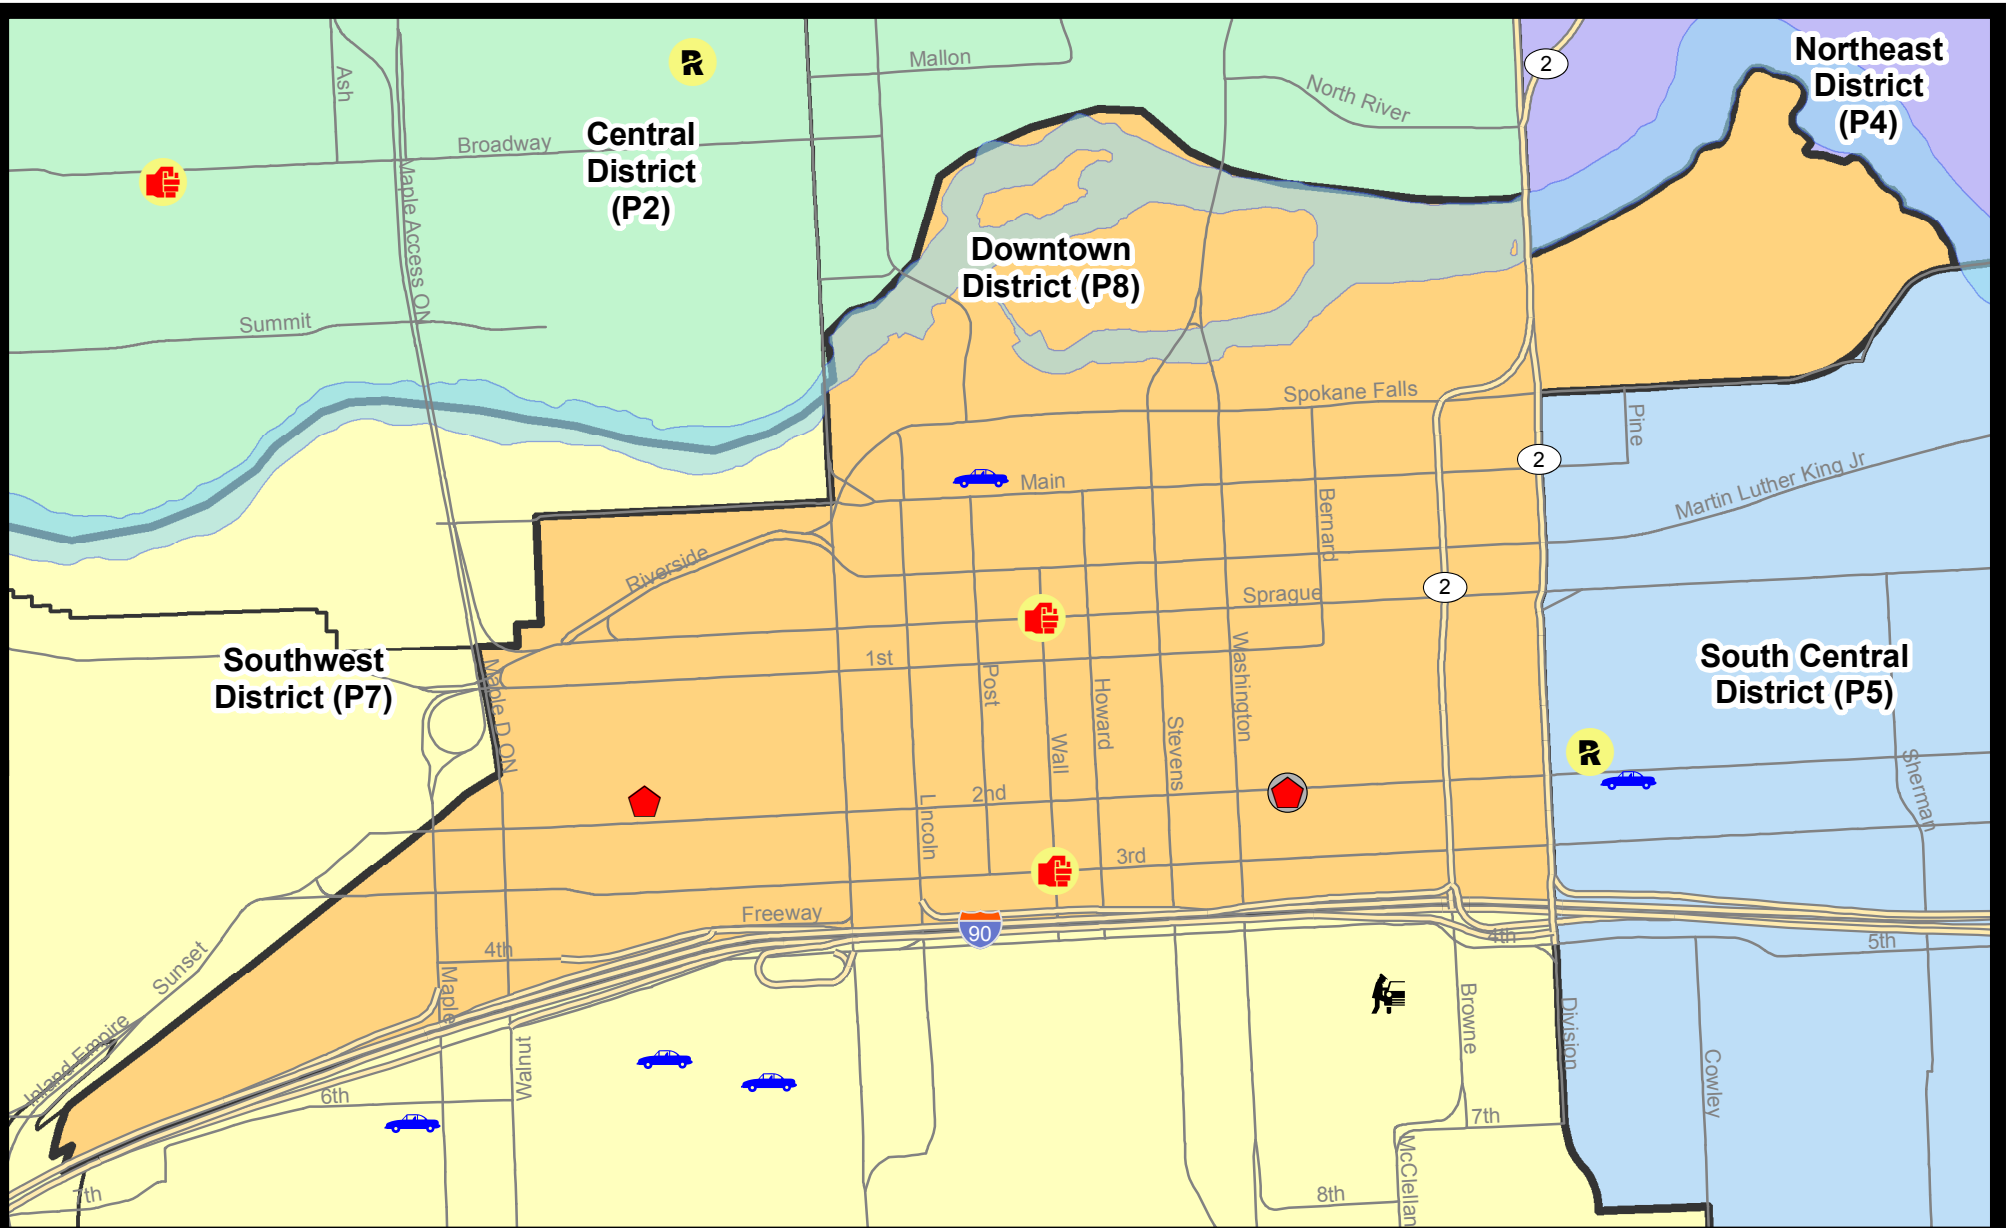 Northeast
District
(P4)
2
Mallon
North River
Ash
R
Central
District
(P2)
Broadway
Maple Access ON
Downtown
District (P8)
Summit
Spokane Falls
Pine
2
Main
Martin Luther King Jr
Bernard
Riverside
2
Sprague
Southwest
District (P7)
1st
South Central
District (P5)
Maple D ON
Post
Howard
Washington
Stevens
Wall
R
Sherman
2nd
Lncoln
3rd
Freeway
90
4th
4th
5th
Sunset
Maple
Browne
Division
Inland Empire
Walnut
Cowley
6th
7th
McClellan
7th
8th